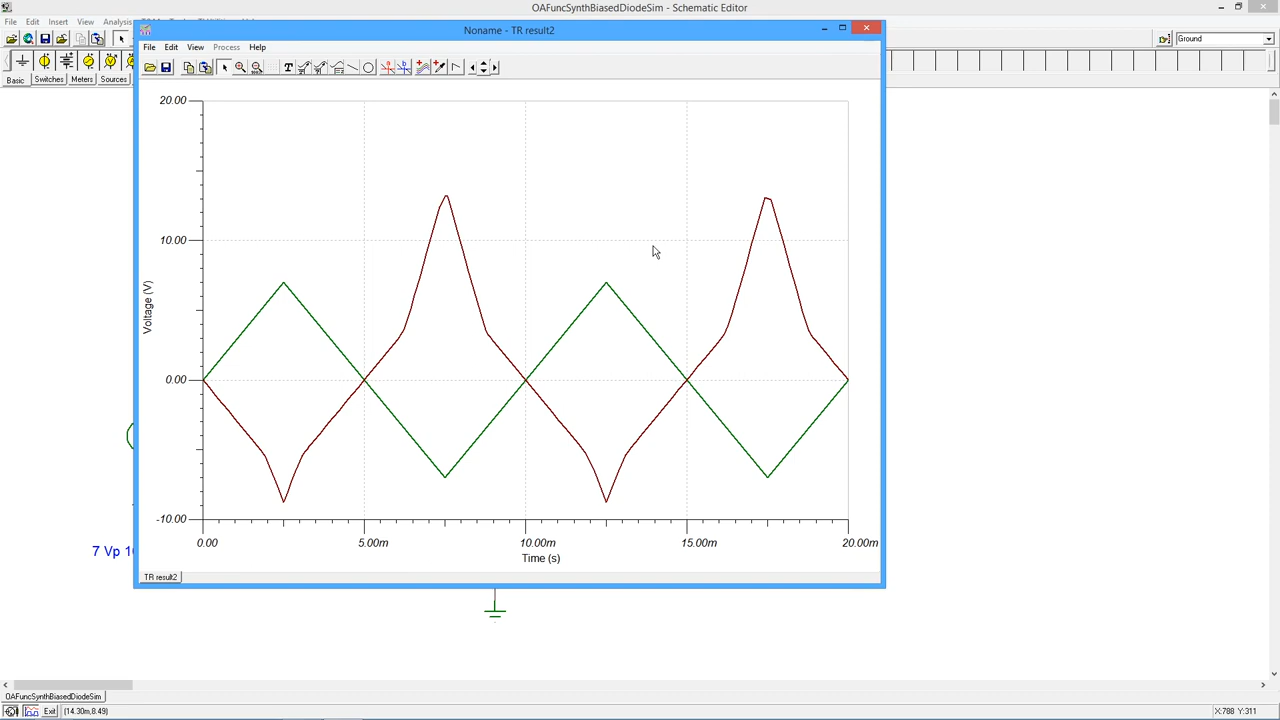 OAFuncSynthBiasedDiodeSim - Schematic Editor
File Edit Insert View Analysis
Noname - TR result2
File Edit View Process Help
Ground
Basic Switches Meters Sources
20.00
10.00
Voltage (V)
0.00
-10.00
0.00 5.00m 10.00m 15.00m 20.00m
Time (s)
7 Vp 1
TR result2
OAFuncSynthBiasedDiodeSim
Exit (14.30m,8.49) X:788 Y:311